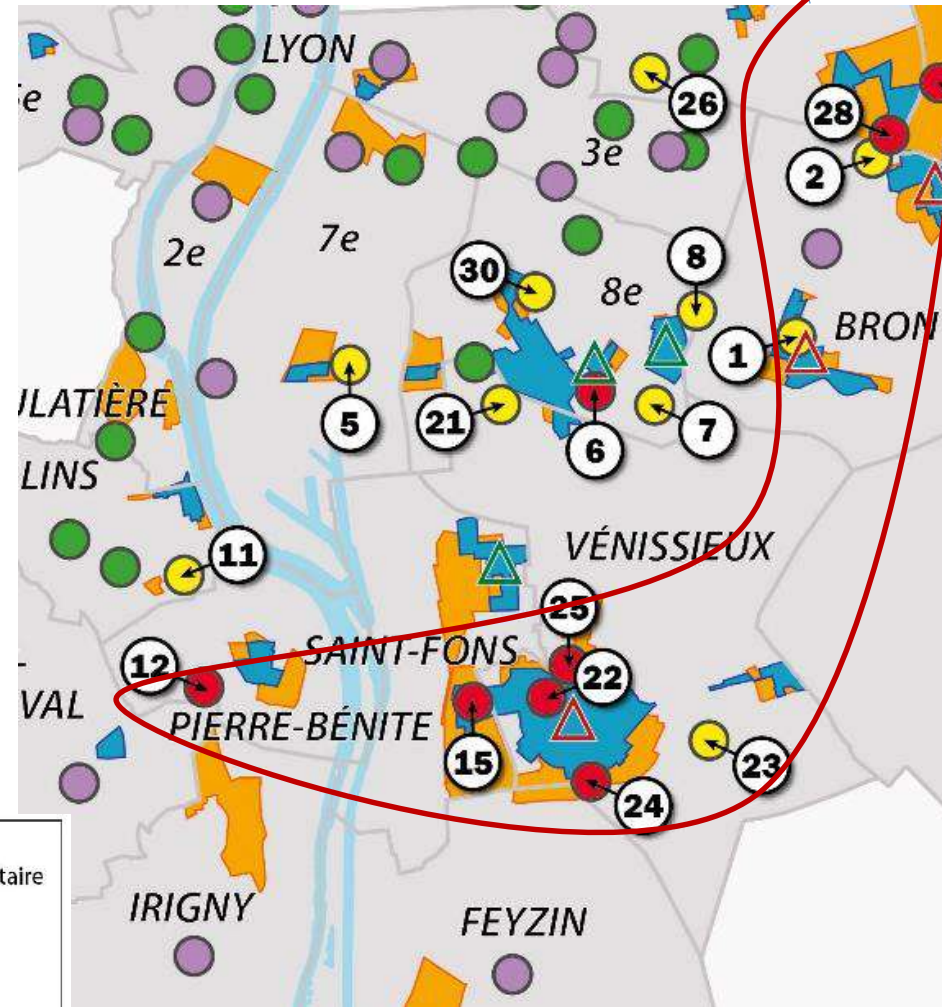 LYON
26
28
3e
2
7e
2e
8
30
8e
BRON
1
5
21
7
6
LINS
VÉNISSIEUX
11
25
SAINT-FONS
12
22
VAL
PIERRE-BÉNITE
15
23
24
taire
IRIGNY
FEYZIN